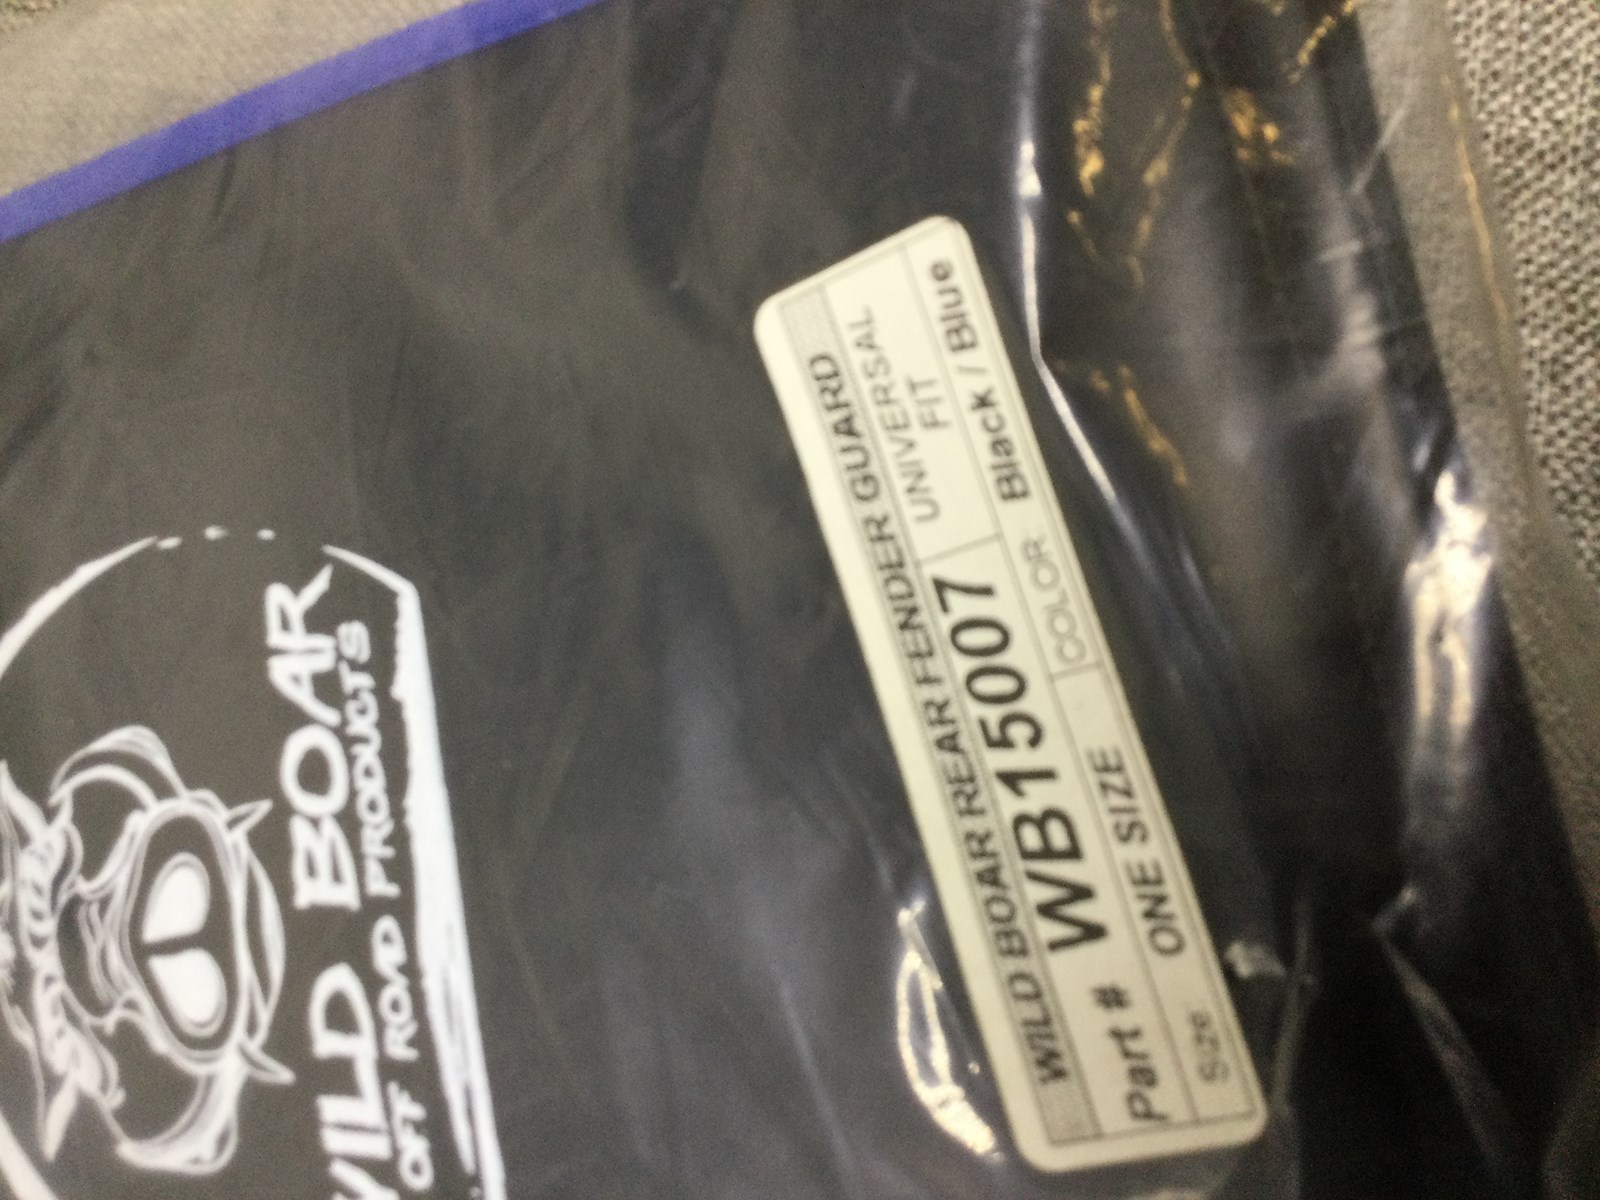 WILD BOAR
OFF ROAD PRODUCTS
WILD BOAR REAR FENDER GUARD
Part # WB15007 UNIVERSAL
FIT
Size ONE SIZE COLOR Black / Blue